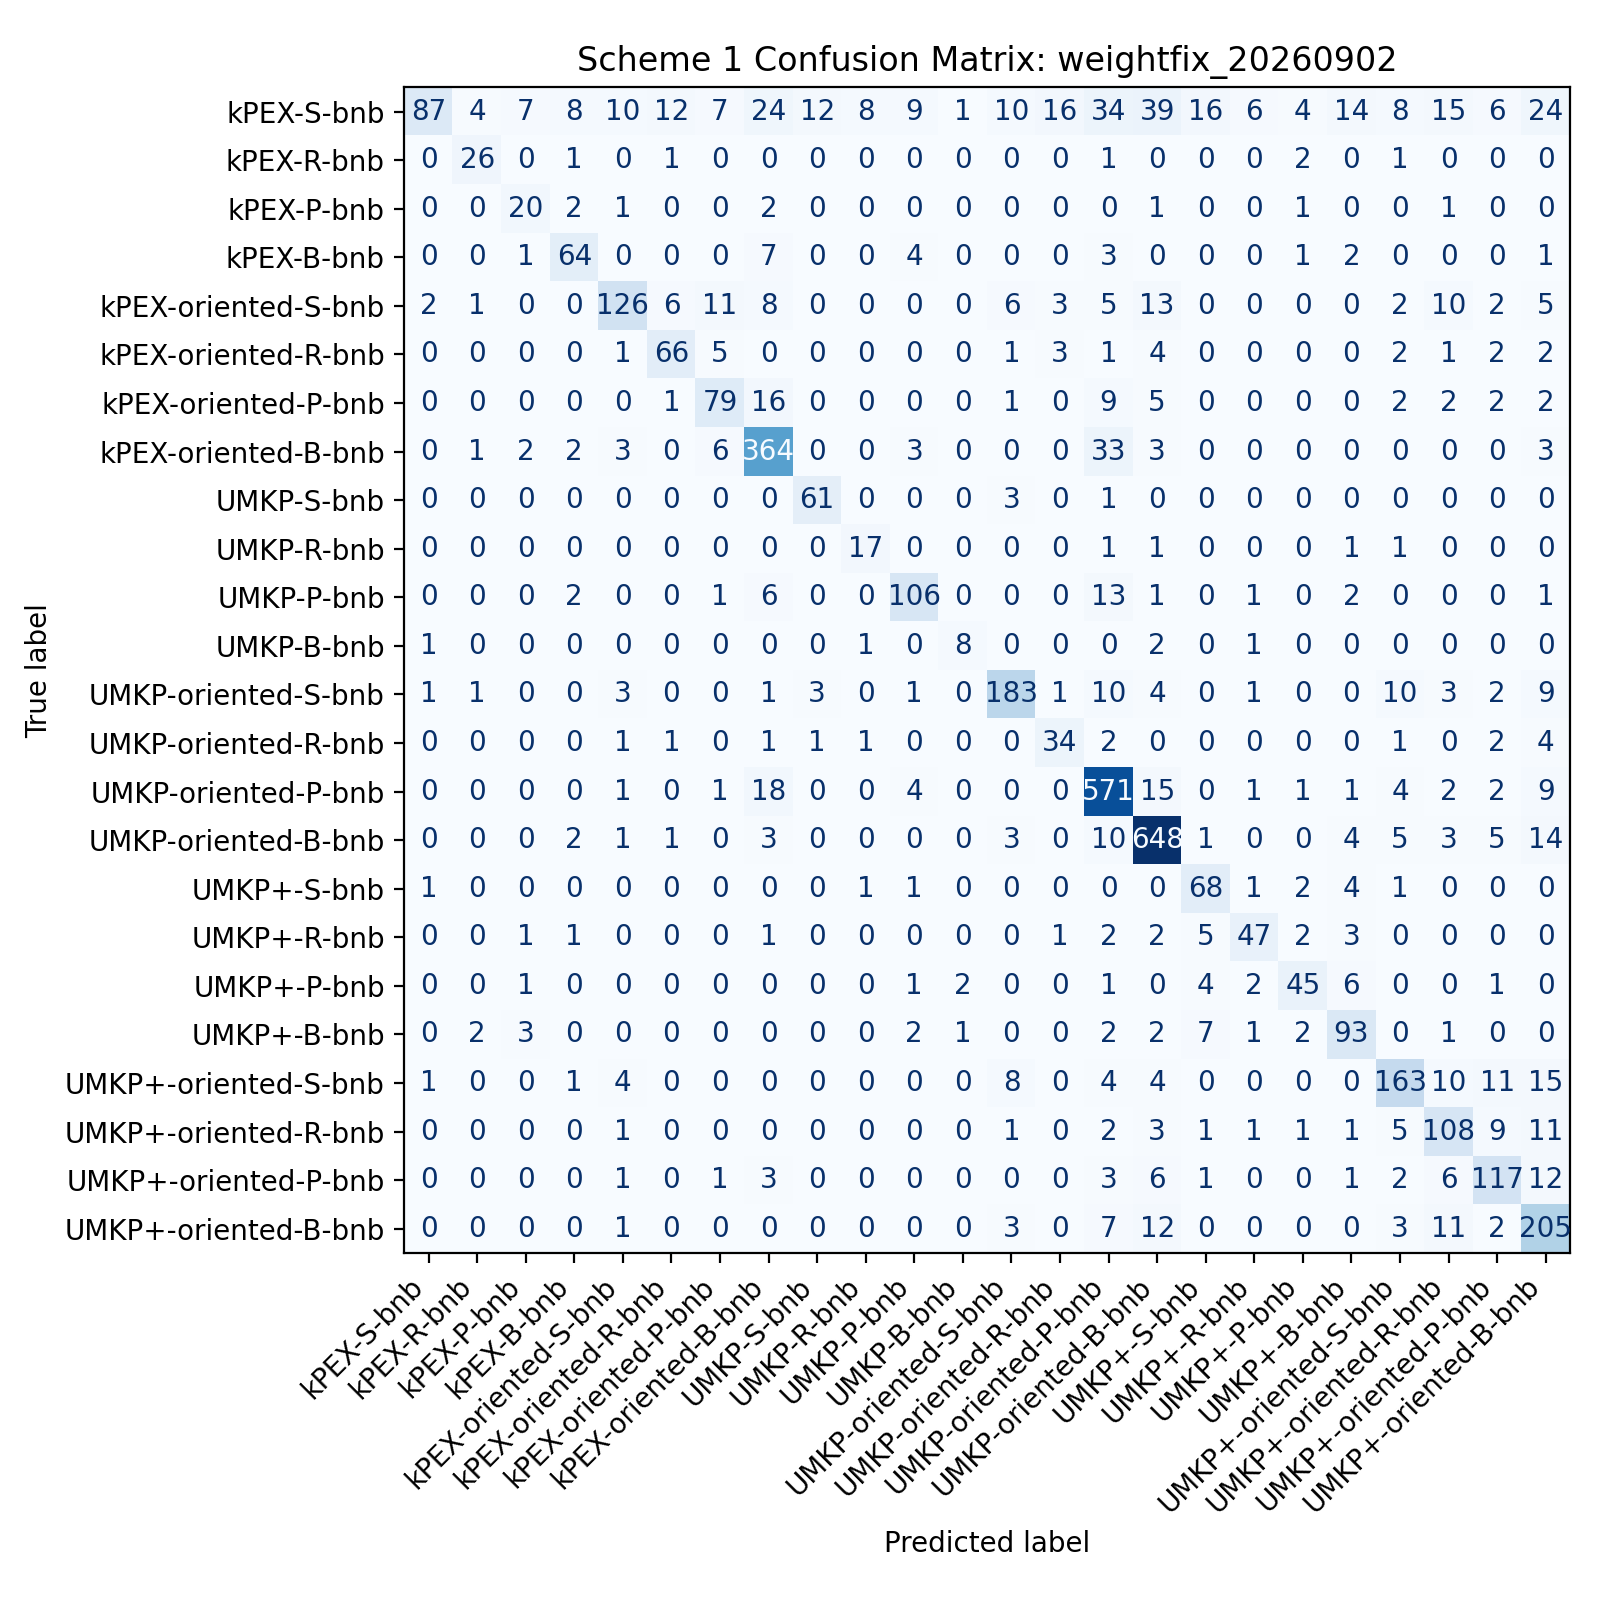 Scheme 1 Confusion Matrix: weightfix_20260902
True label
kPEX-S-bnb 87 4 7 8 10 12 7 24 12 8 9 1 10 16 34 39 16 6 4 14 8 15 6 24
kPEX-R-bnb 0 26 0 1 0 1 0 0 0 0 0 0 0 0 1 0 0 0 2 0 1 0 0 0
kPEX-P-bnb 0 0 20 2 1 0 0 2 0 0 0 0 0 0 0 1 0 0 1 0 0 1 0 0
kPEX-B-bnb 0 0 1 64 0 0 0 7 0 0 4 0 0 0 3 0 0 0 1 2 0 0 0 1
kPEX-oriented-S-bnb 2 1 0 0 126 6 11 8 0 0 0 0 6 3 5 13 0 0 0 0 2 10 2 5
kPEX-oriented-R-bnb 0 0 0 0 1 66 5 0 0 0 0 0 1 3 1 4 0 0 0 0 2 1 2 2
kPEX-oriented-P-bnb 0 0 0 0 0 1 79 16 0 0 0 0 1 0 9 5 0 0 0 0 2 2 2 2
kPEX-oriented-B-bnb 0 1 2 2 3 0 6 364 0 0 3 0 0 0 33 3 0 0 0 0 0 0 0 3
UMKP-S-bnb 0 0 0 0 0 0 0 0 61 0 0 0 3 0 1 0 0 0 0 0 0 0 0 0
UMKP-R-bnb 0 0 0 0 0 0 0 0 0 17 0 0 0 0 1 1 0 0 0 1 1 0 0 0
UMKP-P-bnb 0 0 0 2 0 0 1 6 0 0 106 0 0 0 13 1 0 1 0 2 0 0 0 1
UMKP-B-bnb 1 0 0 0 0 0 0 0 0 1 0 8 0 0 0 2 0 1 0 0 0 0 0 0
UMKP-oriented-S-bnb 1 1 0 0 3 0 0 1 3 0 1 0 183 1 10 4 0 1 0 0 10 3 2 9
UMKP-oriented-R-bnb 0 0 0 0 1 1 0 1 1 1 0 0 0 34 2 0 0 0 0 0 1 0 2 4
UMKP-oriented-P-bnb 0 0 0 0 1 0 1 18 0 0 4 0 0 0 571 15 0 1 1 1 4 2 2 9
UMKP-oriented-B-bnb 0 0 0 2 1 1 0 3 0 0 0 0 3 0 10 648 1 0 0 4 5 3 5 14
UMKP+-S-bnb 1 0 0 0 0 0 0 0 0 1 1 0 0 0 0 0 68 1 2 4 1 0 0 0
UMKP+-R-bnb 0 0 1 1 0 0 0 1 0 0 0 0 0 1 2 2 5 47 2 3 0 0 0 0
UMKP+-P-bnb 0 0 1 0 0 0 0 0 0 0 1 2 0 0 1 0 4 2 45 6 0 0 1 0
UMKP+-B-bnb 0 2 3 0 0 0 0 0 0 0 2 1 0 0 2 2 7 1 2 93 0 1 0 0
UMKP+-oriented-S-bnb 1 0 0 1 4 0 0 0 0 0 0 0 8 0 4 4 0 0 0 0 163 10 11 15
UMKP+-oriented-R-bnb 0 0 0 0 1 0 0 0 0 0 0 0 1 0 2 3 1 1 1 1 5 108 9 11
UMKP+-oriented-P-bnb 0 0 0 0 1 0 1 3 0 0 0 0 0 0 3 6 1 0 0 1 2 6 117 12
UMKP+-oriented-B-bnb 0 0 0 0 1 0 0 0 0 0 0 0 3 0 7 12 0 0 0 0 3 11 2 205
kPEX-S-bnb
kPEX-R-bnb
kPEX-P-bnb
kPEX-B-bnb
kPEX-oriented-S-bnb
kPEX-oriented-R-bnb
kPEX-oriented-P-bnb
kPEX-oriented-B-bnb
UMKP-S-bnb
UMKP-R-bnb
UMKP-P-bnb
UMKP-B-bnb
UMKP-oriented-S-bnb
UMKP-oriented-R-bnb
UMKP-oriented-P-bnb
UMKP-oriented-B-bnb
UMKP+-S-bnb
UMKP+-R-bnb
UMKP+-P-bnb
UMKP+-B-bnb
UMKP+-oriented-S-bnb
UMKP+-oriented-R-bnb
UMKP+-oriented-P-bnb
UMKP+-oriented-B-bnb
Predicted label